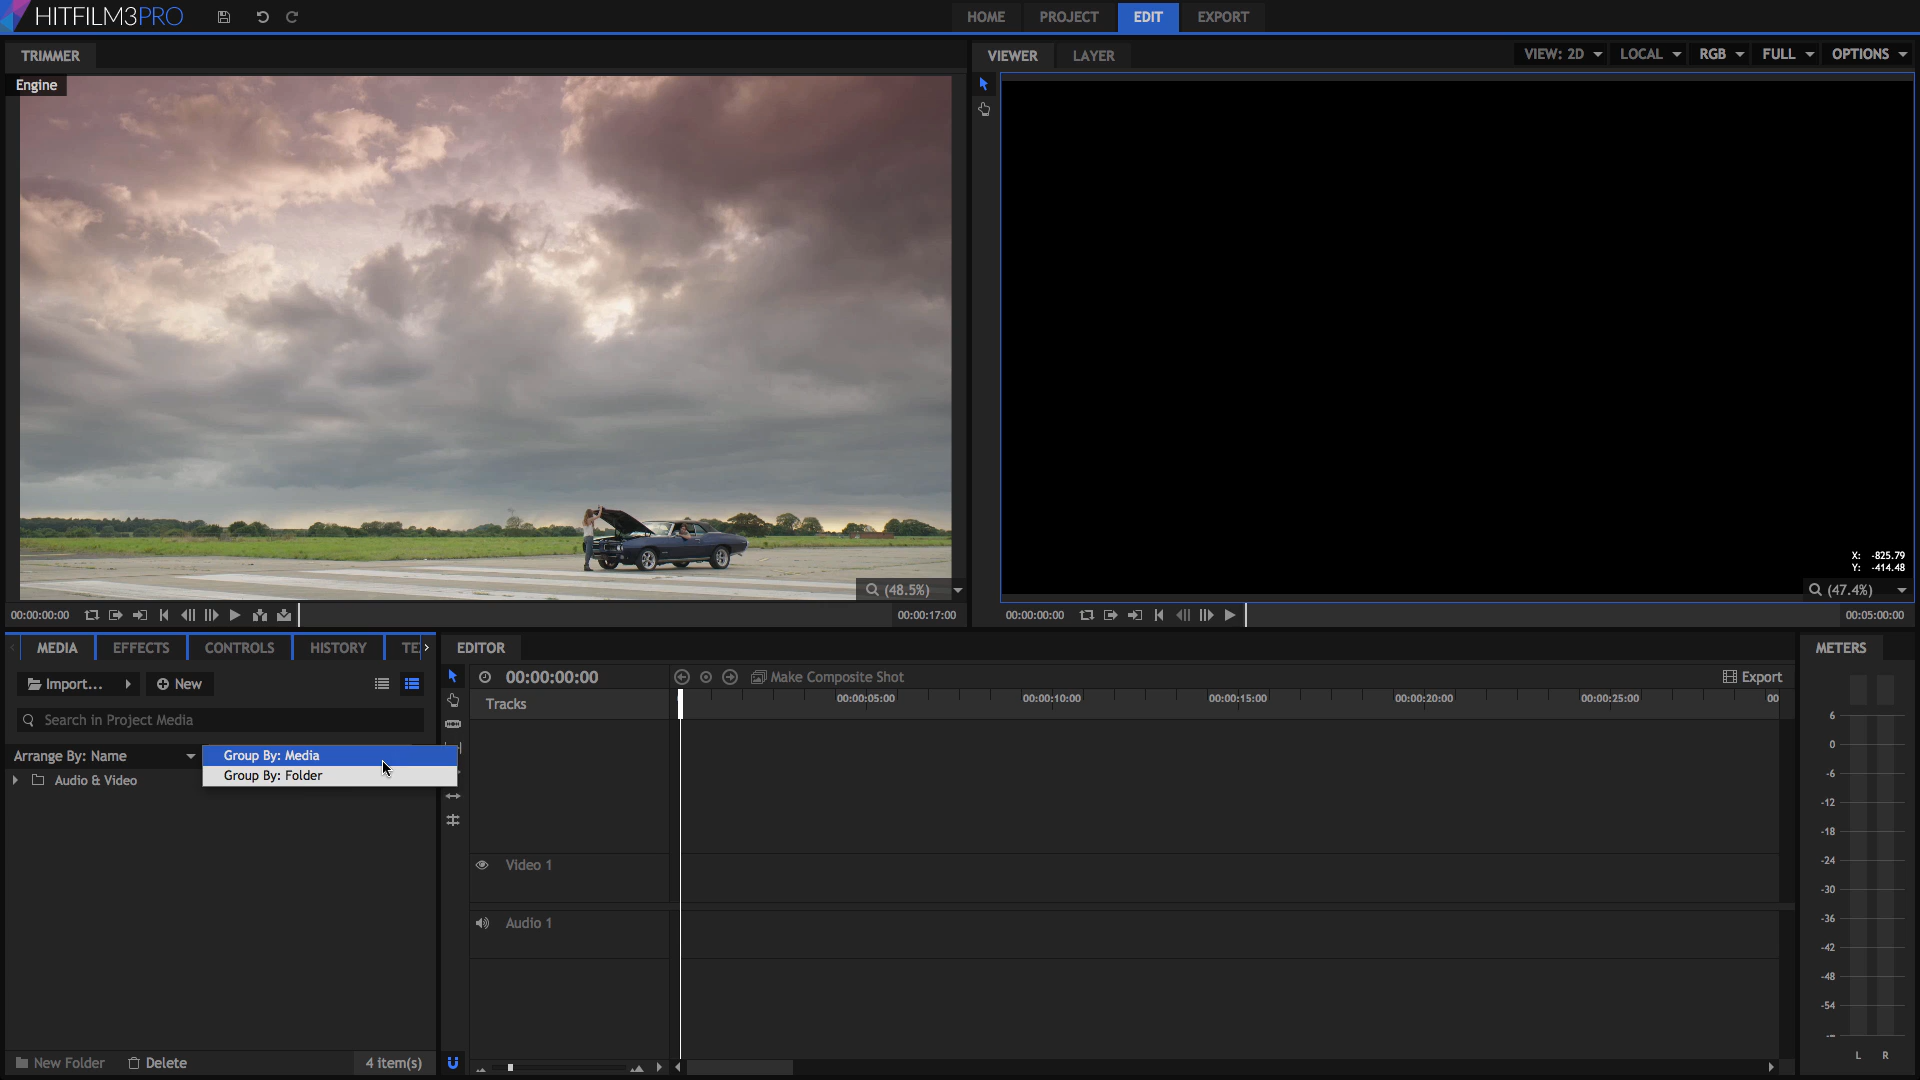 HITFILM3PRO
HOME PROJECT EDIT EXPORT
TRIMMER
Engine
(48.5%)
00:00:00:00 00:00:17:00
VIEWER LAYER VIEW: 2D LOCAL RGB FULL OPTIONS
X: -825.79
Y: -414.48
(47.4%)
00:00:00:00 00:05:00:00
MEDIA EFFECTS CONTROLS HISTORY TE
Import... New
Search in Project Media
Arrange By: Name
Group By: Media
Group By: Folder
Audio & Video
New Folder Delete 4 item(s)
EDITOR
00:00:00:00 Make Composite Shot Export
Tracks
00:00:05:00 00:00:10:00 00:00:15:00 00:00:20:00 00:00:25:00 00
Video 1
Audio 1
METERS
6
0
-6
-12
-18
-24
-30
-36
-42
-48
-54
L R